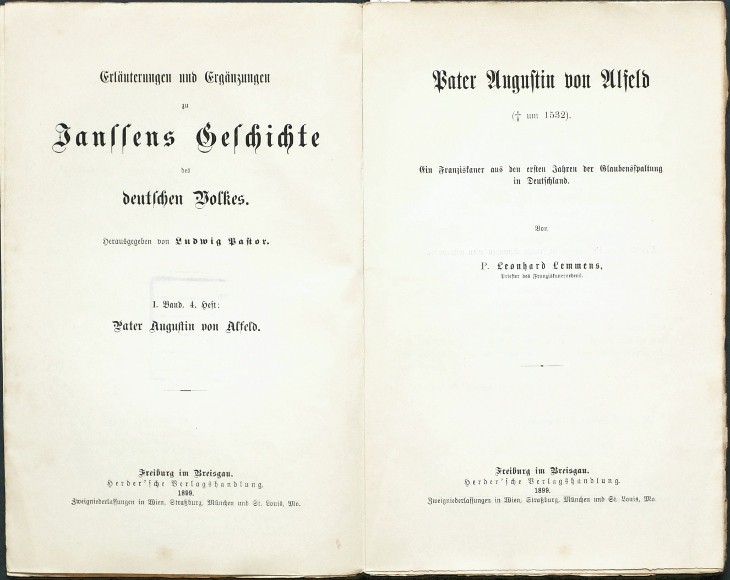 Erläuterungen und Ergänzungen
zu
Janſſens Geſchichte
des
deutſchen Volkes.
Herausgegeben von Ludwig Paſtor.
I. Band. 4. Heft:
Pater Auguſtin von Alfeld.
Freiburg im Breisgau.
Herder'ſche Verlagshandlung.
1899.
Zweigniederlaſſungen in Wien, Straßburg, München und St. Louis, Mo.
Pater Auguſtin von Alfeld
(† um 1532).
Ein Franziskaner aus den erſten Jahren der Glaubensſpaltung
in Deutſchland.
Von
P. Leonhard Lemmens,
Prieſter des Franziskanerordens.
Freiburg im Breisgau.
Herder'ſche Verlagshandlung.
1899.
Zweigniederlaſſungen in Wien, Straßburg, München und St. Louis, Mo.